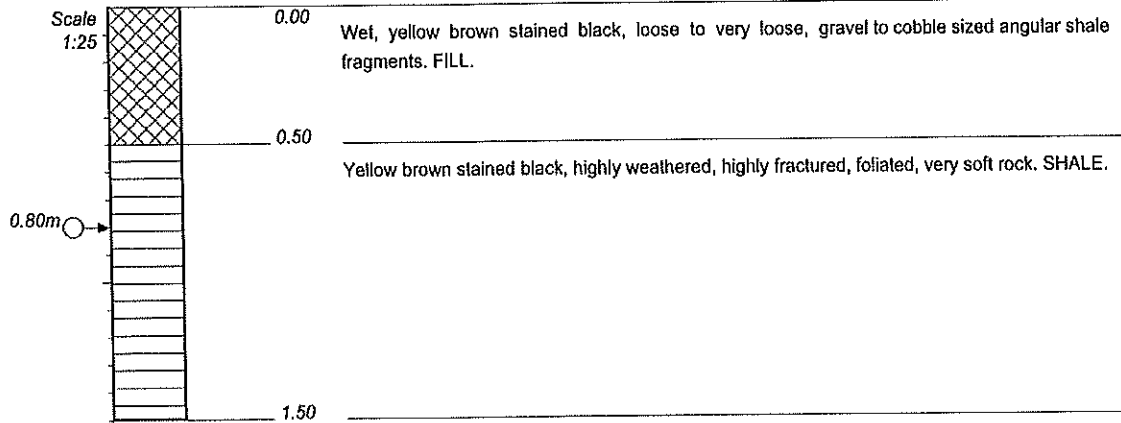 Scale
1:25
0.00
Wet, yellow brown stained black, loose to very loose, gravel to cobble sized angular shale
fragments. FILL.
0.50
Yellow brown stained black, highly weathered, highly fractured, foliated, very soft rock. SHALE.
0.80m
1.50